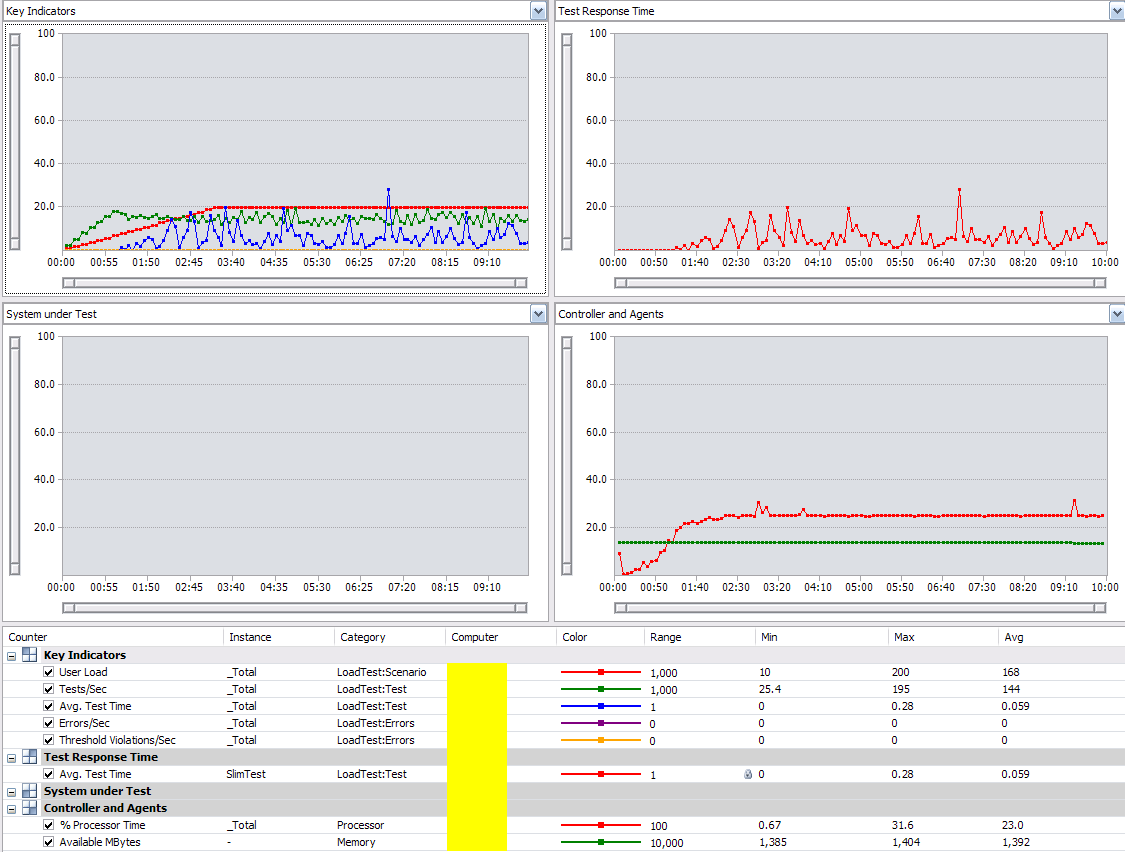 Key Indicators
100
80.0
60.0
40.0
20.0
00:00 00:55 01:50 02:45 03:40 04:35 05:30 06:25 07:20 08:15 09:10
Test Response Time
100
80.0
60.0
40.0
20.0
00:00 00:50 01:40 02:30 03:20 04:10 05:00 05:50 06:40 07:30 08:20 09:10 10:00
System under Test
100
80.0
60.0
40.0
20.0
00:00 00:55 01:50 02:45 03:40 04:35 05:30 06:25 07:20 08:15 09:10
Controller and Agents
100
80.0
60.0
40.0
20.0
00:00 00:50 01:40 02:30 03:20 04:10 05:00 05:50 06:40 07:30 08:20 09:10 10:00
Counter Instance Category Computer Color Range Min Max Avg
Key Indicators
User Load _Total LoadTest:Scenario 1,000 10 200 168
Tests/Sec _Total LoadTest:Test 1,000 25.4 195 144
Avg. Test Time _Total LoadTest:Test 1 0 0.28 0.059
Errors/Sec _Total LoadTest:Errors 0 0 0 0
Threshold Violations/Sec _Total LoadTest:Errors 0 0 0 0
Test Response Time
Avg. Test Time SlimTest LoadTest:Test 1 0 0.28 0.059
System under Test
Controller and Agents
% Processor Time _Total Processor 100 0.67 31.6 23.0
Available MBytes - Memory 10,000 1,385 1,404 1,392